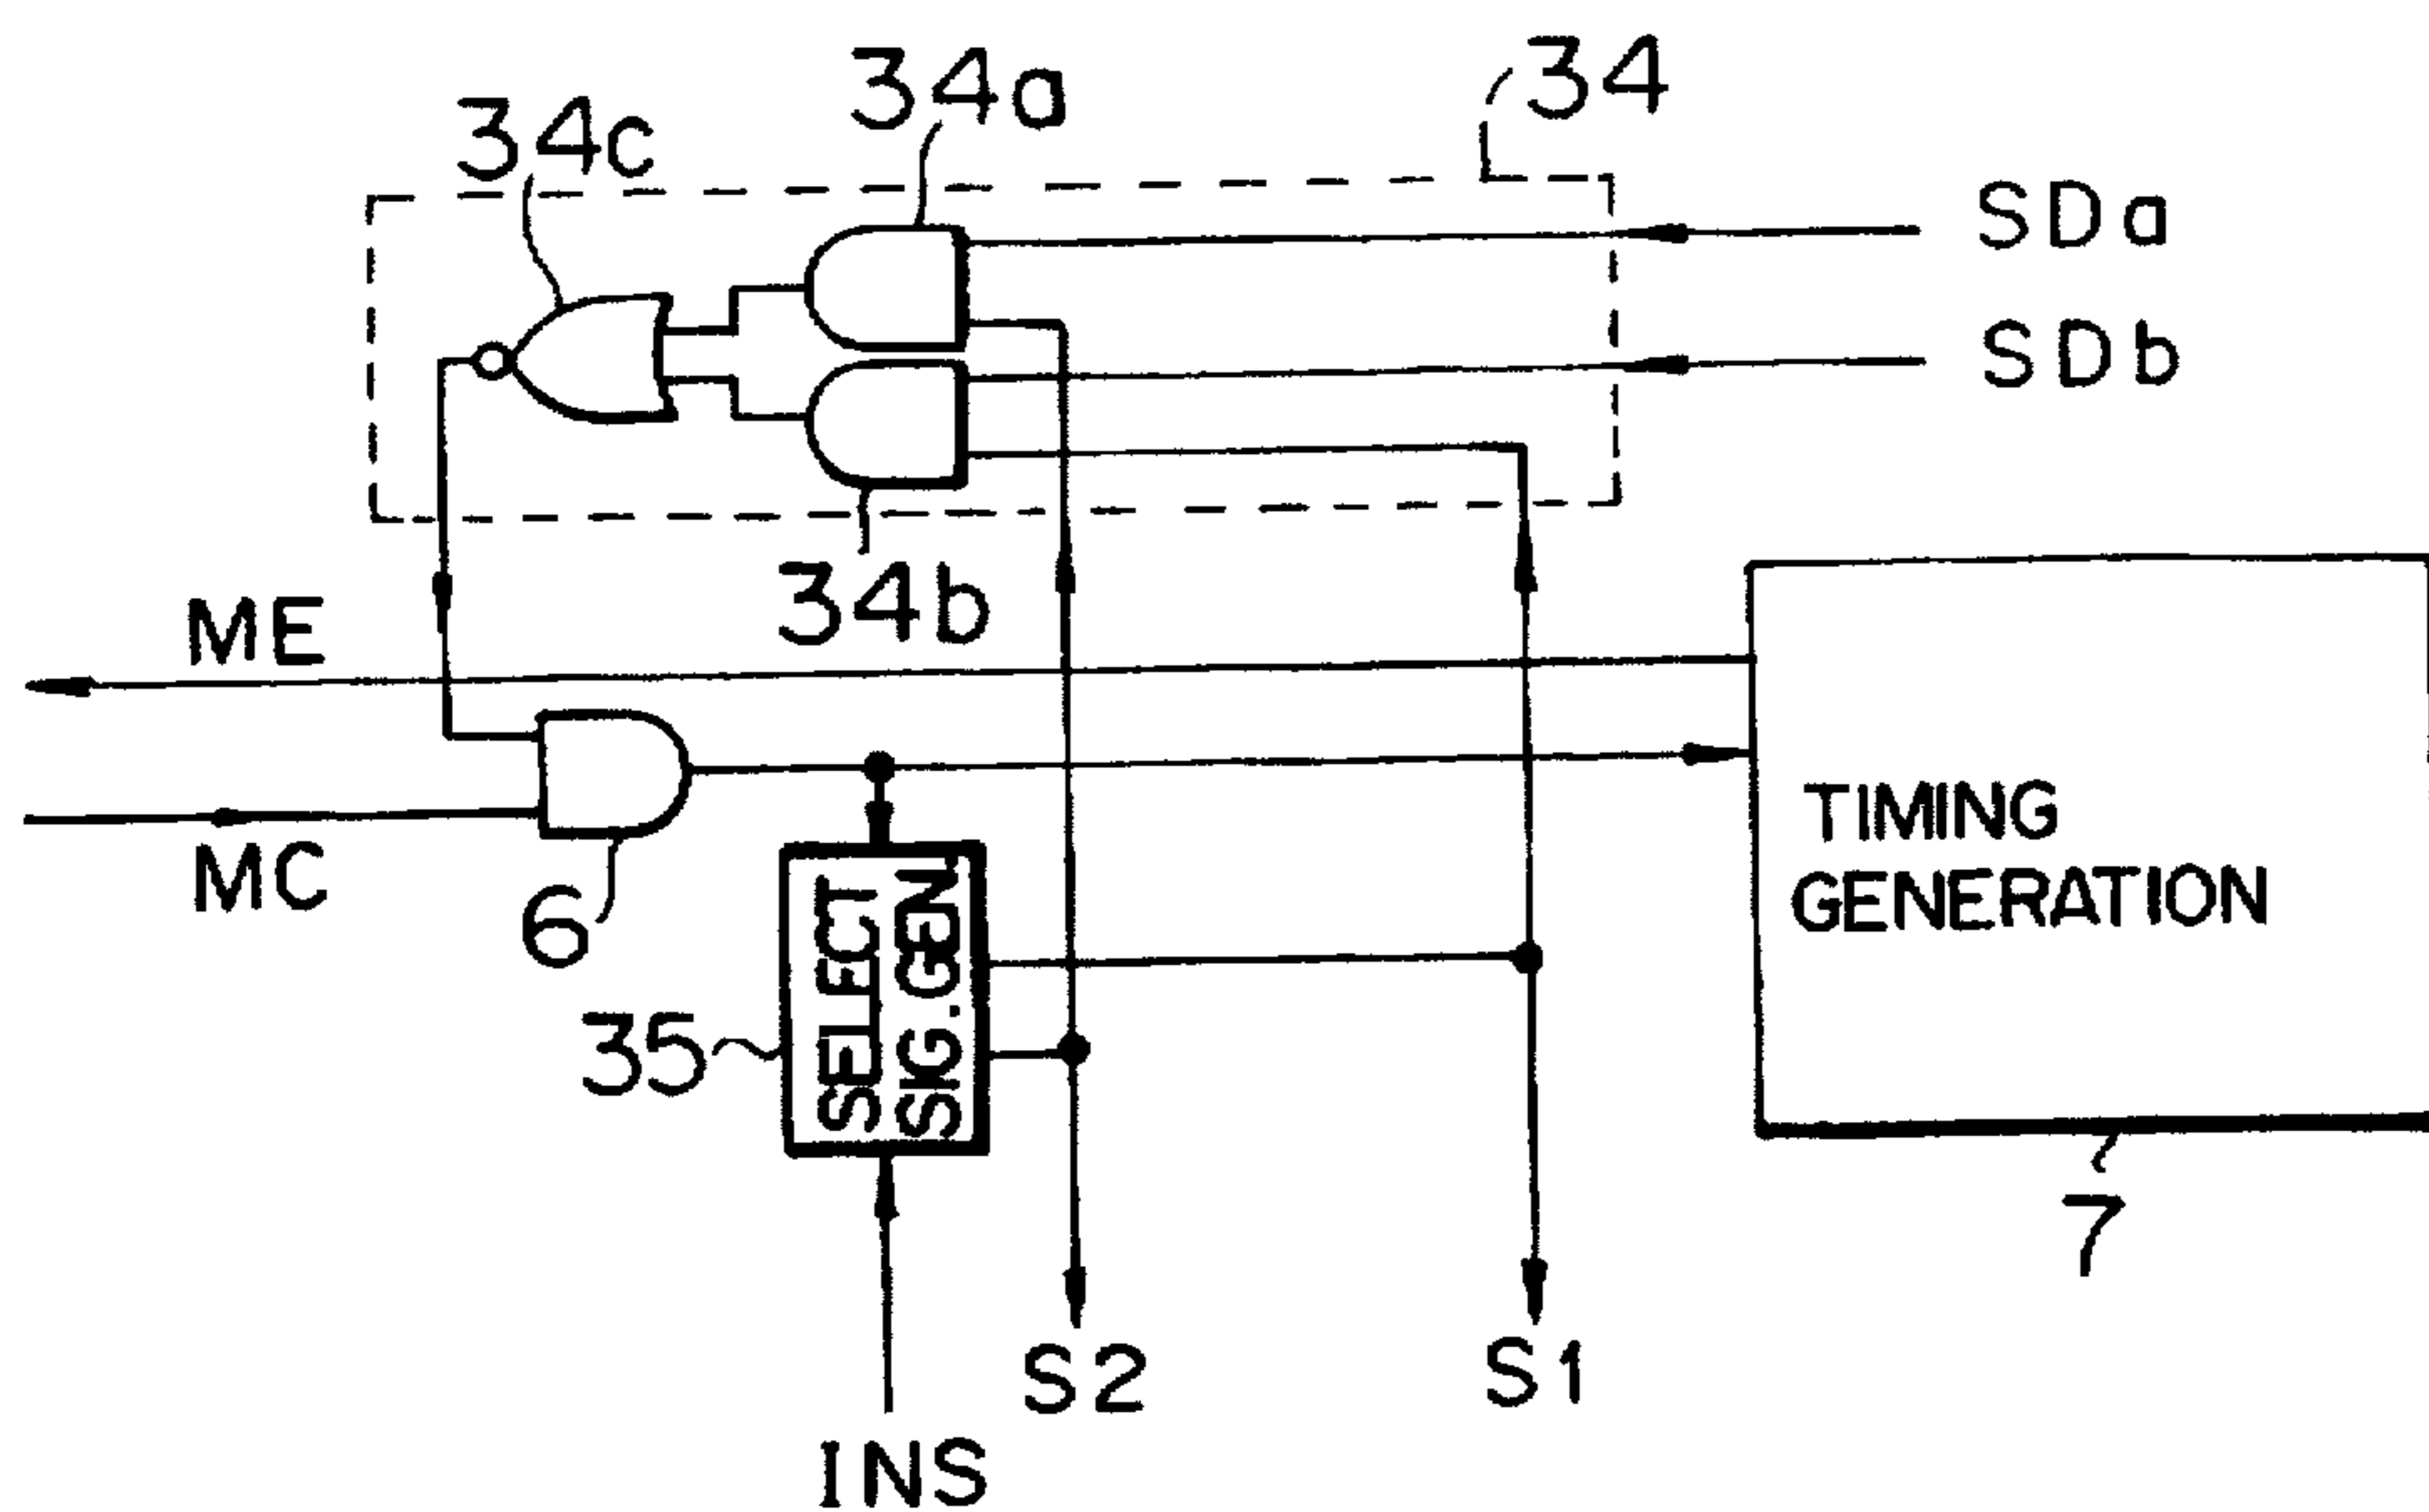 34a
34
34c
SDa
SDb
34b
ME
TIMING
GENERATION
MC
6
SELECT
SIG.GEN.
35
7
S2
S1
INS